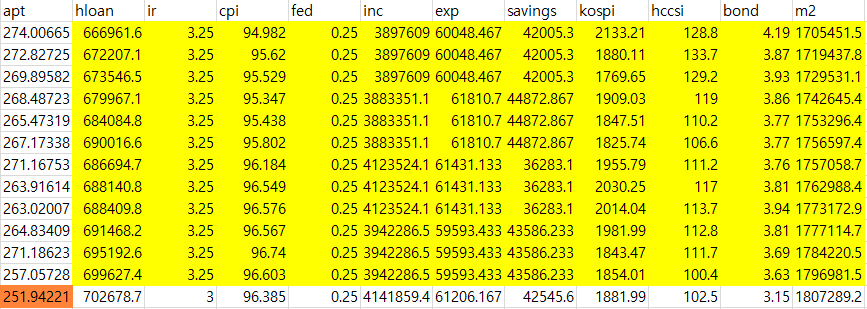 apt hloan ir cpi fed inc exp savings kospi hccsi bond m2
274.00665 666961.6 3.25 94.982 0.25 3897609 60048.467 42005.3 2133.21 128.8 4.19 1705451.5
272.82725 672207.1 3.25 95.62 0.25 3897609 60048.467 42005.3 1880.11 133.7 3.87 1719437.8
269.89582 673546.5 3.25 95.529 0.25 3897609 60048.467 42005.3 1769.65 129.2 3.93 1729531.1
268.48723 679967.1 3.25 95.347 0.25 3883351.1 61810.7 44872.867 1909.03 119 3.86 1742645.4
265.47319 684084.8 3.25 95.438 0.25 3883351.1 61810.7 44872.867 1847.51 110.2 3.77 1753296.4
267.17338 690016.6 3.25 95.802 0.25 3883351.1 61810.7 44872.867 1825.74 106.6 3.77 1756597.4
271.16753 686694.7 3.25 96.184 0.25 4123524.1 61431.133 36283.1 1955.79 111.2 3.76 1757058.7
263.91614 688140.8 3.25 96.549 0.25 4123524.1 61431.133 36283.1 2030.25 117 3.81 1762988.4
263.02007 688409.8 3.25 96.576 0.25 4123524.1 61431.133 36283.1 2014.04 113.7 3.94 1773172.9
264.83409 691468.2 3.25 96.567 0.25 3942286.5 59593.433 43586.233 1981.99 112.8 3.81 1777114.7
271.18623 695192.6 3.25 96.74 0.25 3942286.5 59593.433 43586.233 1843.47 111.7 3.69 1784220.5
257.05728 699627.4 3.25 96.603 0.25 3942286.5 59593.433 43586.233 1854.01 100.4 3.63 1796981.5
251.94221 702678.7 3 96.385 0.25 4141859.4 61206.167 42545.6 1881.99 102.5 3.15 1807289.2